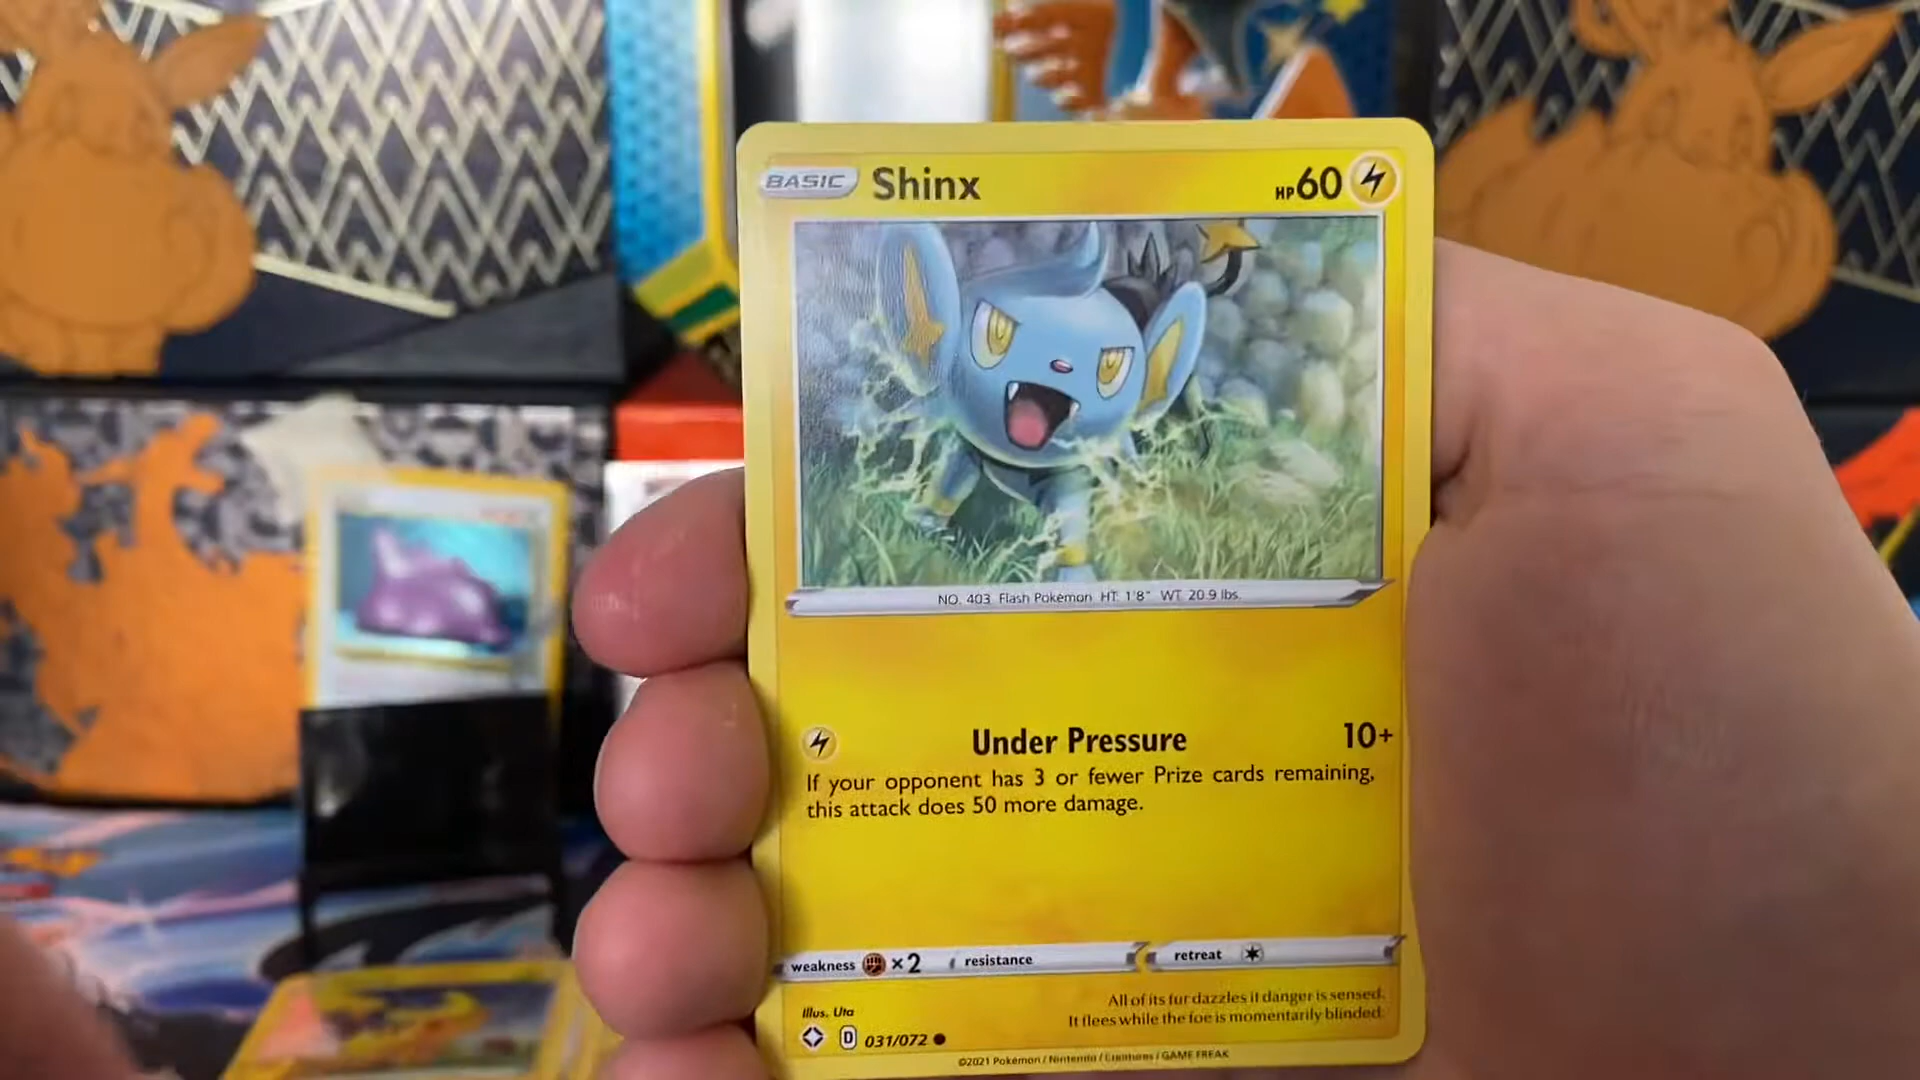 BASIC Shinx HP60
NO. 403 Flash Pokémon HT 1'8" WT 20.9 lbs.
Under Pressure 10+
If your opponent has 3 or fewer Prize cards remaining,
this attack does 50 more damage.
weakness ×2 resistance retreat
Illus. Uta
All of its fur dazzles if danger is sensed.
It flees while the foe is momentarily blinded.
D 031/072
©2021 Pokémon / Nintendo / Creatures / GAME FREAK